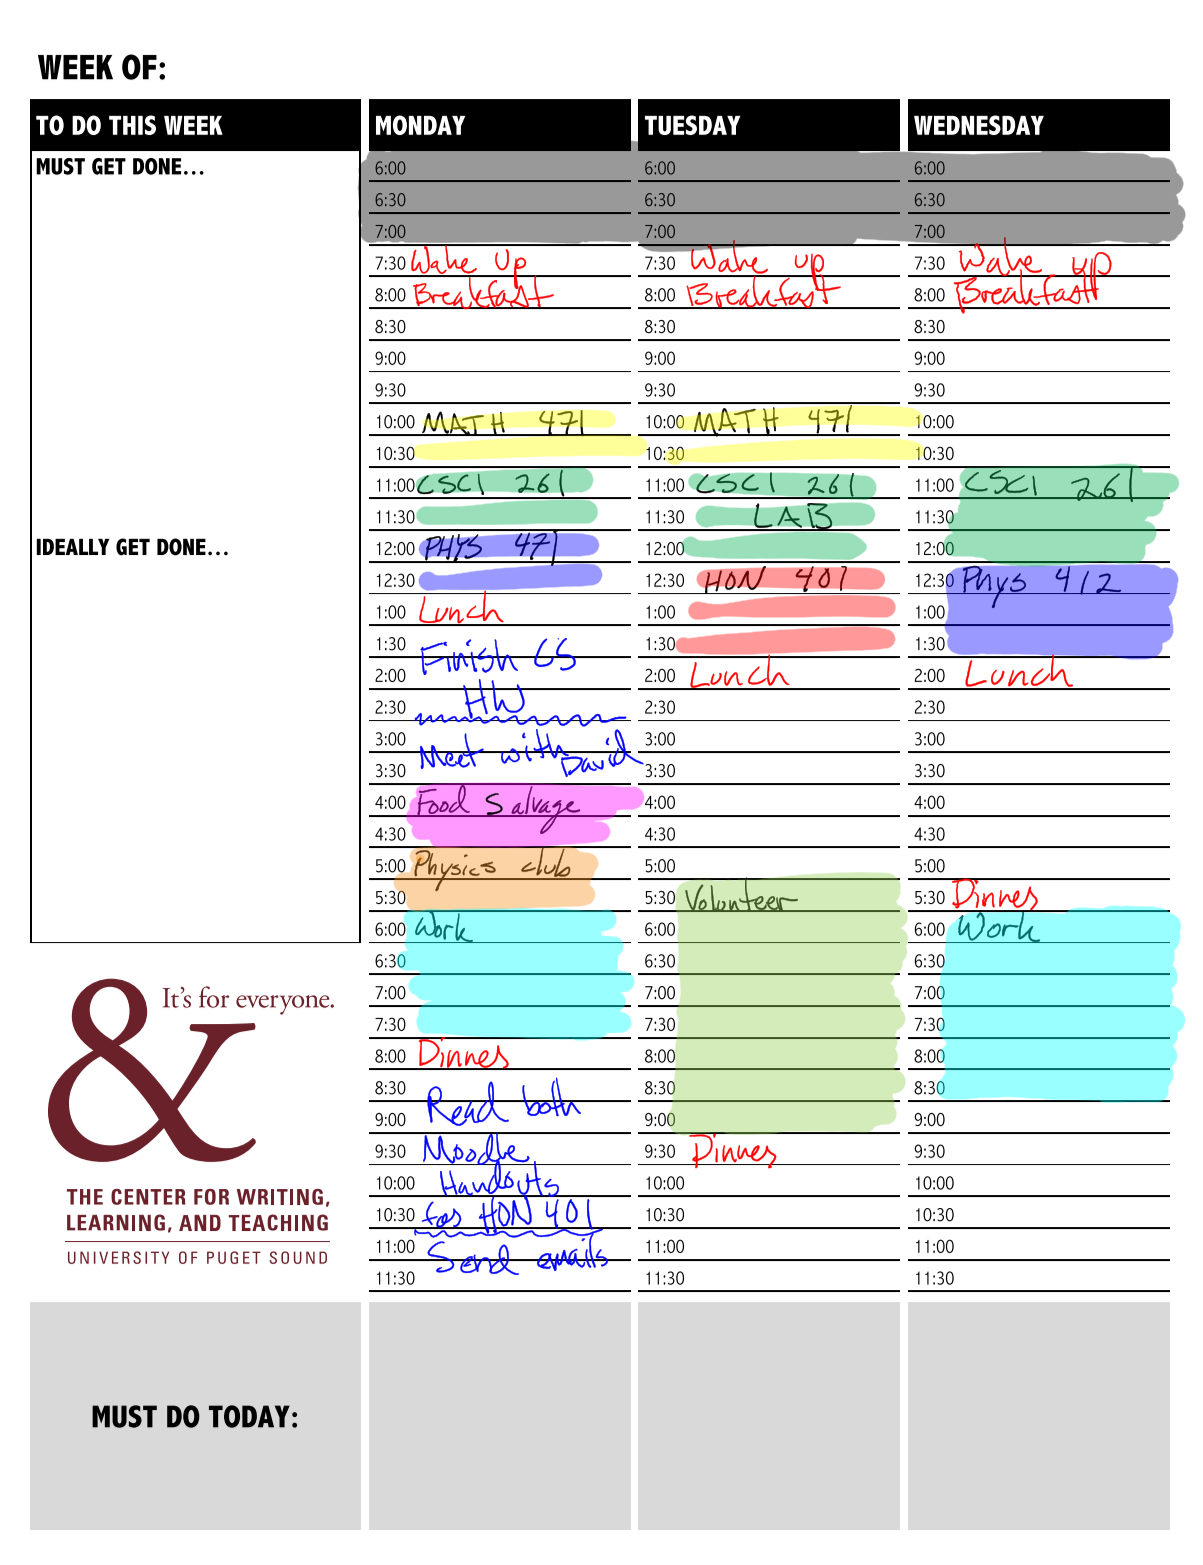 WEEK OF:
TO DO THIS WEEK
MUST GET DONE...
IDEALLY GET DONE...
MONDAY
6:00
6:30
7:00
7:30 Wake Up
8:00 Breakfast
8:30
9:00
9:30
10:00 MATH 471
10:30
11:00 CSCI 261
11:30
12:00 PHYS 471
12:30
1:00 Lunch
1:30 Finish CS
2:00
2:30 HW
3:00 Meet with David
3:30
4:00 Food Salvage
4:30
5:00 Physics club
5:30
6:00 Work
6:30
7:00
7:30
8:00 Dinner
8:30
9:00 Read both
9:30 Moodle
10:00 Handouts
10:30 for HON 401
11:00 Send emails
11:30
TUESDAY
6:00
6:30
7:00
7:30 Wake up
8:00 Breakfast
8:30
9:00
9:30
10:00 MATH 471
10:30
11:00 CSCI 261
11:30 LAB
12:00
12:30 HON 401
1:00
1:30
2:00 Lunch
2:30
3:00
3:30
4:00
4:30
5:00
5:30 Volunteer
6:00
6:30
7:00
7:30
8:00
8:30
9:00
9:30 Dinner
10:00
10:30
11:00
11:30
WEDNESDAY
6:00
6:30
7:00
7:30 Wake up
8:00 Breakfast
8:30
9:00
9:30
10:00
10:30
11:00 CSCI 261
11:30
12:00
12:30 Phys 412
1:00
1:30
2:00 Lunch
2:30
3:00
3:30
4:00
4:30
5:00
5:30 Dinner
6:00 Work
6:30
7:00
7:30
8:00
8:30
9:00
9:30
10:00
10:30
11:00
11:30
& It's for everyone.
THE CENTER FOR WRITING,
LEARNING, AND TEACHING
UNIVERSITY OF PUGET SOUND
MUST DO TODAY: